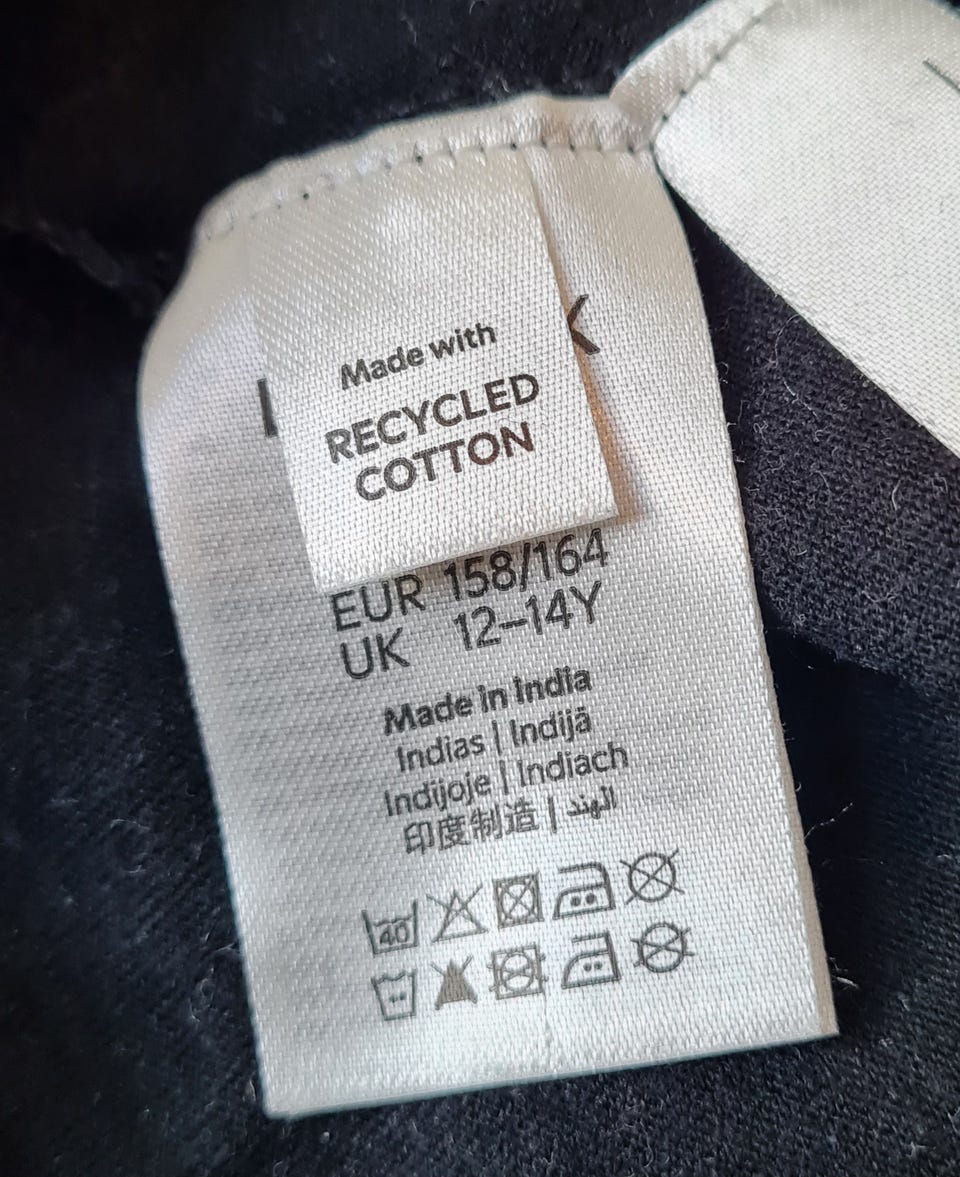 Made with
RECYCLED
COTTON
EUR 158/164
UK 12–14Y
Made in India
Indias | Indijā
Indijoje | Indiach
印度制造 | الهند
40